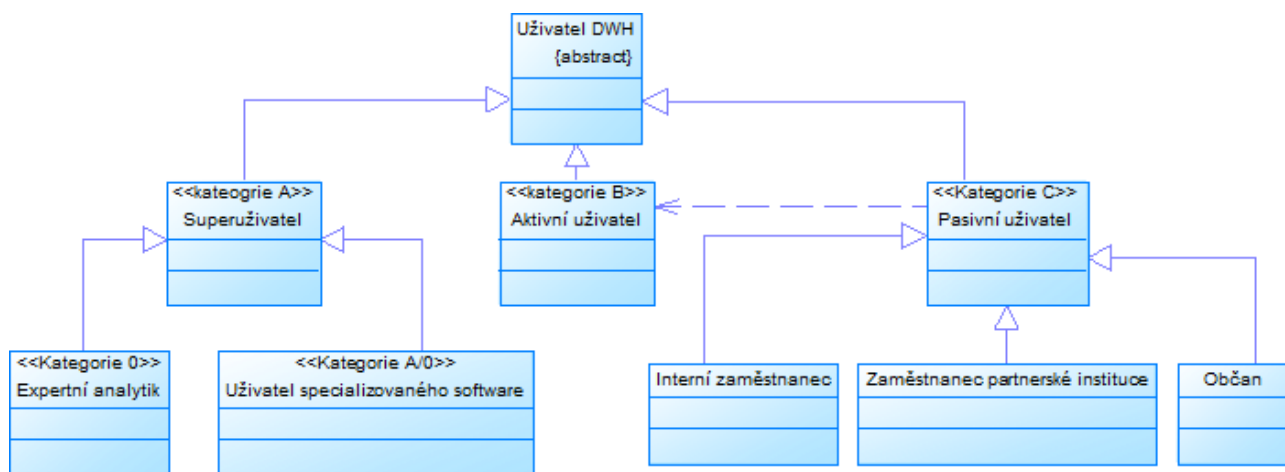 Uživatel DWH
{abstract}
<<kateogrie A>>
Superuživatel
<<kategorie B>>
Aktivní uživatel
<<Kategorie C>>
Pasivní uživatel
<<Kategorie 0>>
Expertní analytik
<<Kategorie A/0>>
Uživatel specializovaného software
Interní zaměstnanec
Zaměstnanec partnerské instituce
Občan